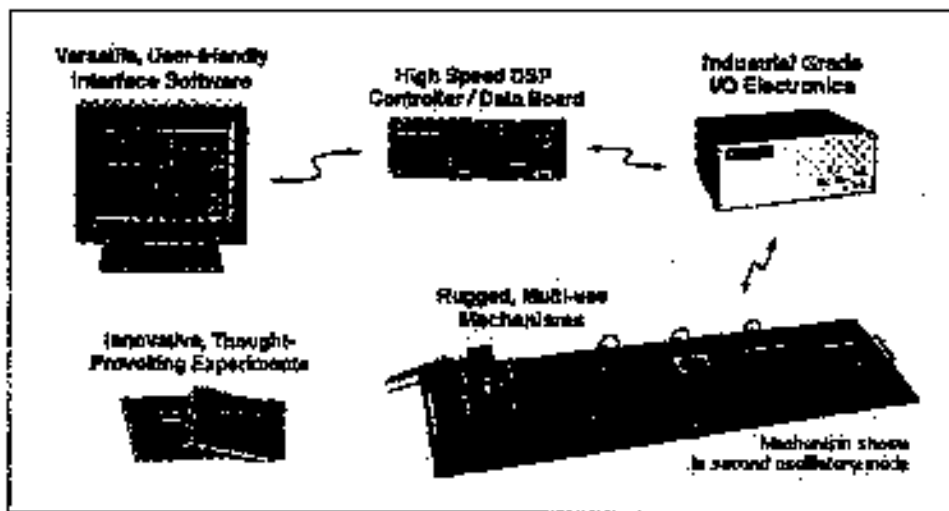 Versatile, User-friendly
Interface Software
High Speed DSP
Controller / Data Board
Industrial Grade
I/O Electronics
Rugged, Multi-use
Mechanisms
Innovative, Thought-
Provoking Experiments
Mechanism shown
in second oscillatory mode